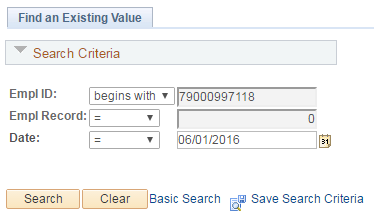 Find an Existing Value
Search Criteria
Empl ID: begins with 79000997118
Empl Record: = 0
Date: = 06/01/2016 31
Search Clear Basic Search Save Search Criteria